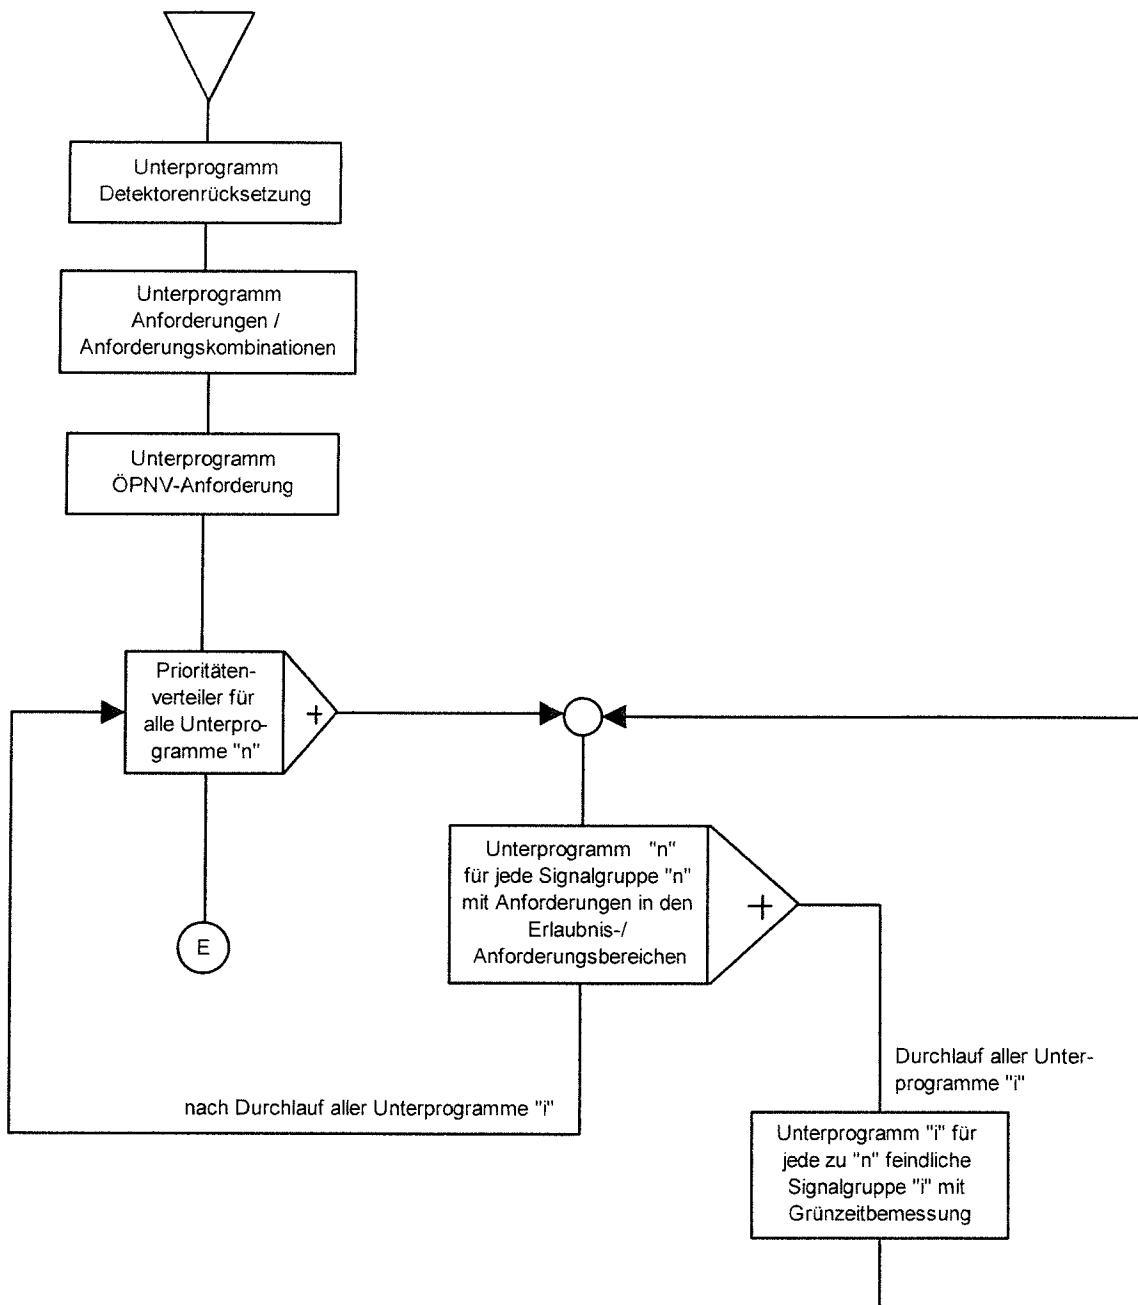 Unterprogramm
Detektorenrücksetzung
Unterprogramm
Anforderungen /
Anforderungskombinationen
Unterprogramm
ÖPNV-Anforderung
Prioritäten-
verteiler für
alle Unterpro-
gramme "n"
+
Unterprogramm "n"
für jede Signalgruppe "n"
mit Anforderungen in den
Erlaubnis-/
Anforderungsbereichen
+
E
Durchlauf aller Unter-
programme "i"
nach Durchlauf aller Unterprogramme "i"
Unterprogramm "i" für
jede zu "n" feindliche
Signalgruppe "i" mit
Grünzeitbemessung